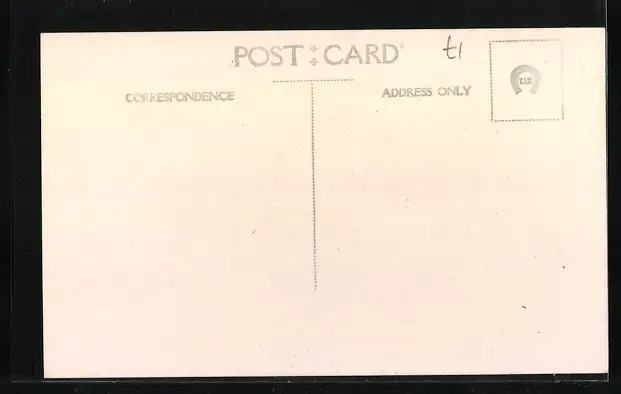 POST CARD
t1
CORRESPONDENCE
ADDRESS ONLY